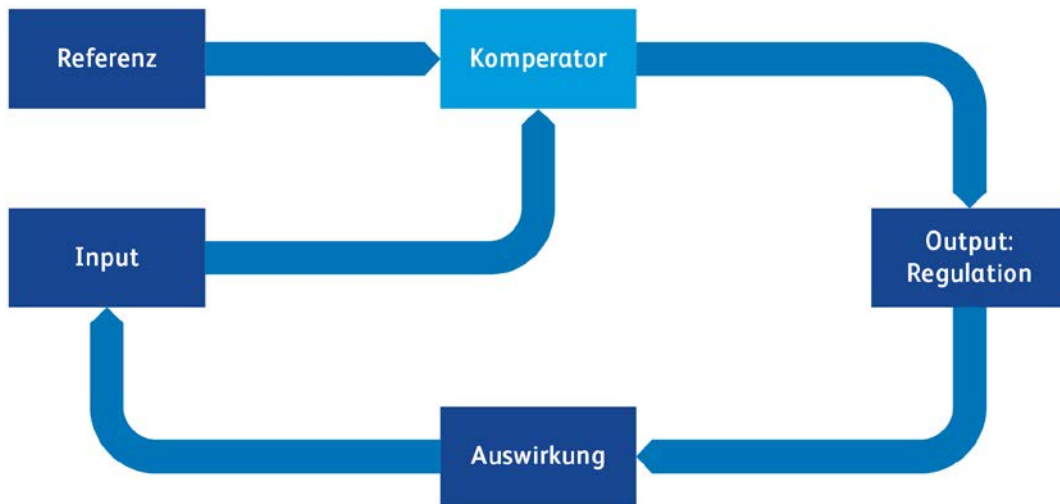 Referenz
Komperator
Input
Output:
Regulation
Auswirkung